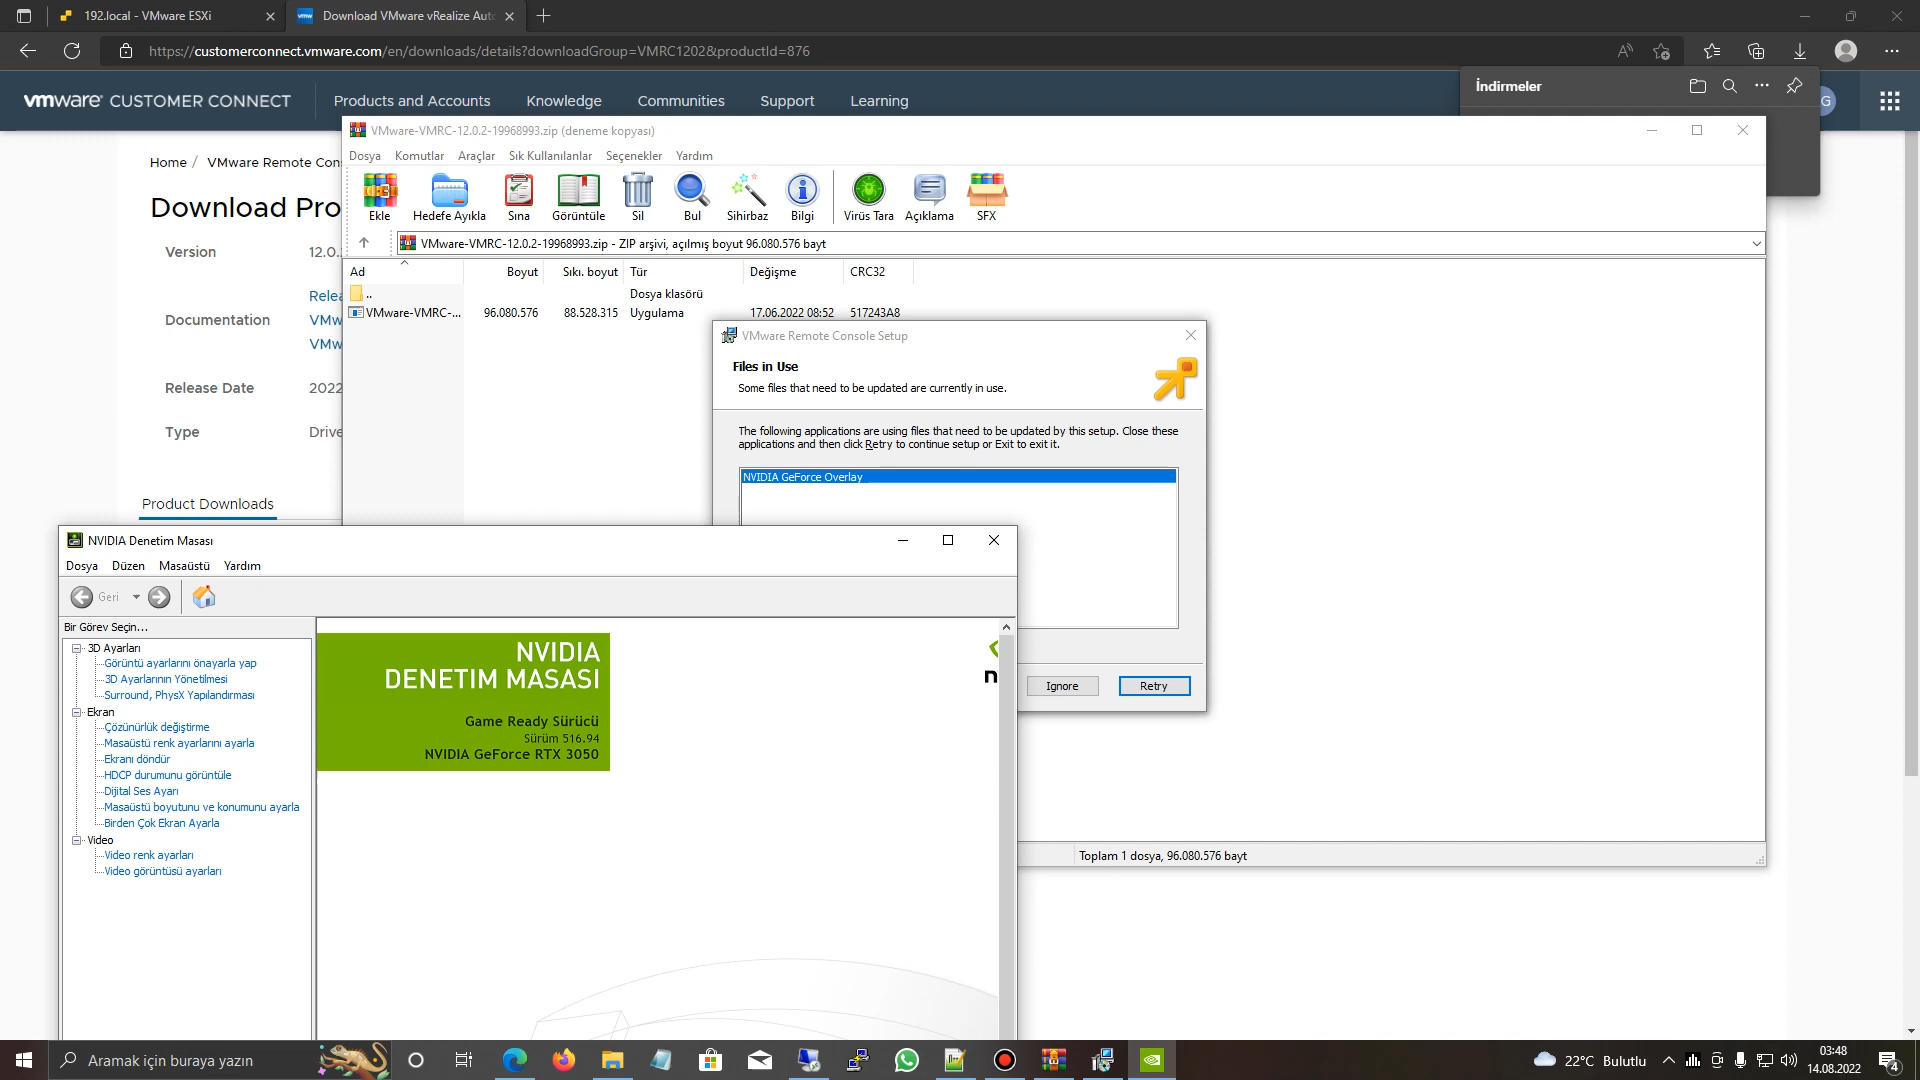 192.local - VMware ESXi
Download VMware vRealize Aut
https://customerconnect.vmware.com/en/downloads/details?downloadGroup=VMRC1202&productId=876
vmware® CUSTOMER CONNECT
Products and Accounts
Knowledge
Communities
Support
Learning
İndirmeler
G
Home / VMware Remote Con
Download Pro
Version
12.0.
Documentation
Relea
VMw
VMw
Release Date
2022
Type
Drive
Product Downloads
VMware-VMRC-12.0.2-19968993.zip (deneme kopyası)
Dosya Komutlar Araçlar Sık Kullanılanlar Seçenekler Yardım
Ekle
Hedefe Ayıkla
Sına
Görüntüle
Sil
Bul
Sihirbaz
Bilgi
Virüs Tara
Açıklama
SFX
VMware-VMRC-12.0.2-19968993.zip - ZIP arşivi, açılmış boyut 96.080.576 bayt
Ad Boyut Sıkı. boyut Tür Değişme CRC32
.. Dosya klasörü
VMware-VMRC-... 96.080.576 88.528.315 Uygulama 17.06.2022 08:52 517243A8
Toplam 1 dosya, 96.080.576 bayt
VMware Remote Console Setup
Files in Use
Some files that need to be updated are currently in use.
The following applications are using files that need to be updated by this setup. Close these
applications and then click Retry to continue setup or Exit to exit it.
NVIDIA GeForce Overlay
Ignore
Retry
NVIDIA Denetim Masası
Dosya Düzen Masaüstü Yardım
Geri
Bir Görev Seçin...
3D Ayarları
Görüntü ayarlarını önayarla yap
3D Ayarlarının Yönetilmesi
Surround, PhysX Yapılandırması
Ekran
Çözünürlük değiştirme
Masaüstü renk ayarlarını ayarla
Ekranı döndür
HDCP durumunu görüntüle
Dijital Ses Ayarı
Masaüstü boyutunu ve konumunu ayarla
Birden Çok Ekran Ayarla
Video
Video renk ayarları
Video görüntüsü ayarları
NVIDIA
DENETIM MASASI
Game Ready Sürücü
Sürüm 516.94
NVIDIA GeForce RTX 3050
n
Aramak için buraya yazın
22°C Bulutlu
03:48
14.08.2022
4